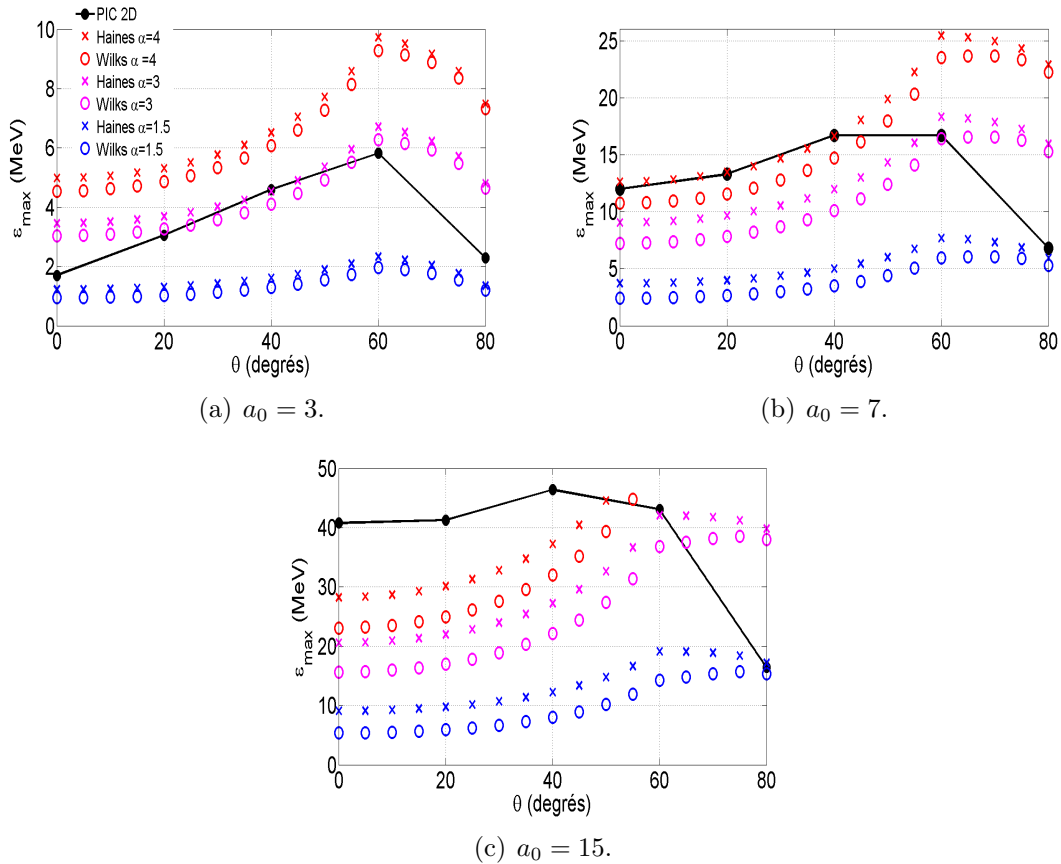 PIC 2D
Haines α=4
Wilks α =4
Haines α=3
Wilks α=3
Haines α=1.5
Wilks α=1.5
10
8
6
4
2
0
ε_max (MeV)
0 20 40 60 80
θ (degrés)
(a) a₀ = 3.
25
20
15
10
5
0
ε_max (MeV)
0 20 40 60 80
θ (degrés)
(b) a₀ = 7.
50
40
30
20
10
0
ε_max (MeV)
0 20 40 60 80
θ (degrés)
(c) a₀ = 15.